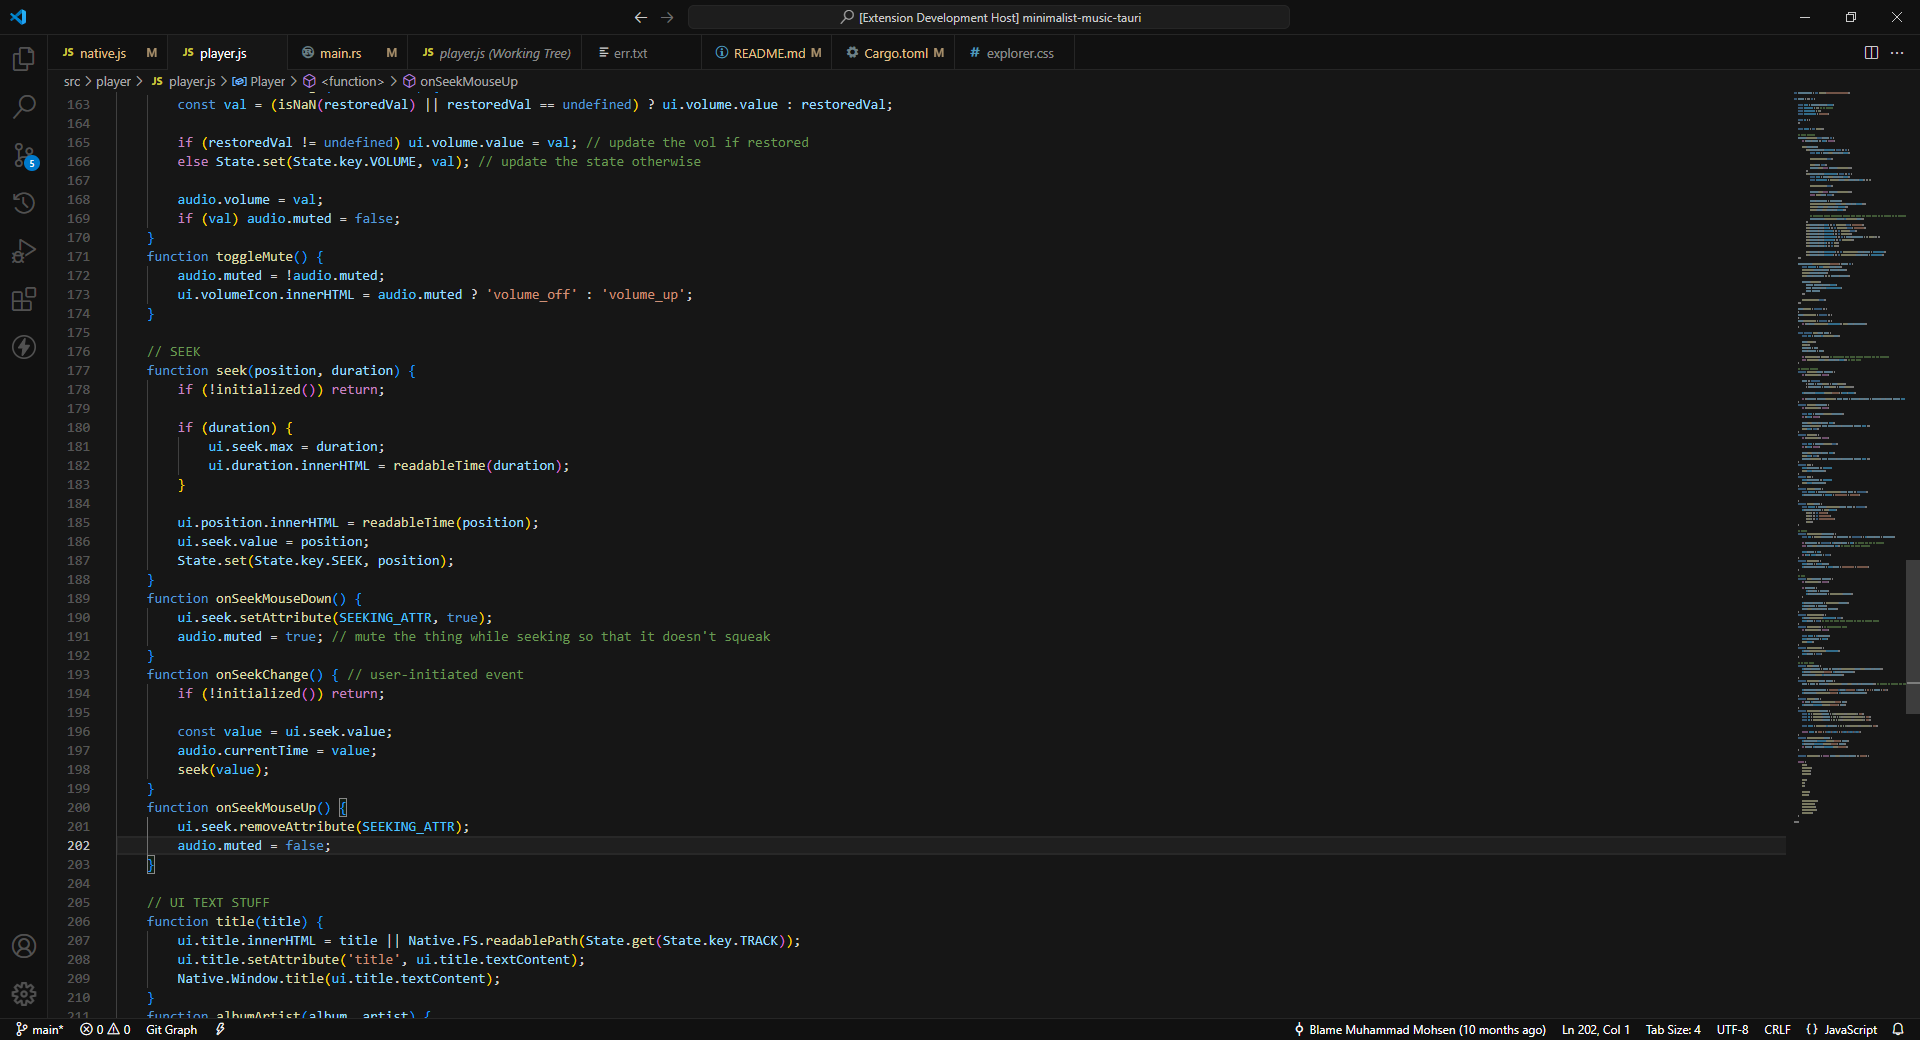 [Extension Development Host] minimalist-music-tauri
JS native.js M
JS player.js
main.rs M
JS player.js (Working Tree)
err.txt
README.md M
Cargo.toml M
# explorer.css
src > player > JS player.js > Player > <function> > onSeekMouseUp
163 const val = (isNaN(restoredVal) || restoredVal == undefined) ? ui.volume.value : restoredVal;
164
165 if (restoredVal != undefined) ui.volume.value = val; // update the vol if restored
166 else State.set(State.key.VOLUME, val); // update the state otherwise
167
168 audio.volume = val;
169 if (val) audio.muted = false;
170 }
171 function toggleMute() {
172 audio.muted = !audio.muted;
173 ui.volumeIcon.innerHTML = audio.muted ? 'volume_off' : 'volume_up';
174 }
175
176 // SEEK
177 function seek(position, duration) {
178 if (!initialized()) return;
179
180 if (duration) {
181 ui.seek.max = duration;
182 ui.duration.innerHTML = readableTime(duration);
183 }
184
185 ui.position.innerHTML = readableTime(position);
186 ui.seek.value = position;
187 State.set(State.key.SEEK, position);
188 }
189 function onSeekMouseDown() {
190 ui.seek.setAttribute(SEEKING_ATTR, true);
191 audio.muted = true; // mute the thing while seeking so that it doesn't squeak
192 }
193 function onSeekChange() { // user-initiated event
194 if (!initialized()) return;
195
196 const value = ui.seek.value;
197 audio.currentTime = value;
198 seek(value);
199 }
200 function onSeekMouseUp() {
201 ui.seek.removeAttribute(SEEKING_ATTR);
202 audio.muted = false;
203 }
204
205 // UI TEXT STUFF
206 function title(title) {
207 ui.title.innerHTML = title || Native.FS.readablePath(State.get(State.key.TRACK));
208 ui.title.setAttribute('title', ui.title.textContent);
209 Native.Window.title(ui.title.textContent);
210 }
211 function albumArtist(album, artist) {
5
main* 0 0 Git Graph
Blame Muhammad Mohsen (10 months ago) Ln 202, Col 1 Tab Size: 4 UTF-8 CRLF {} JavaScript